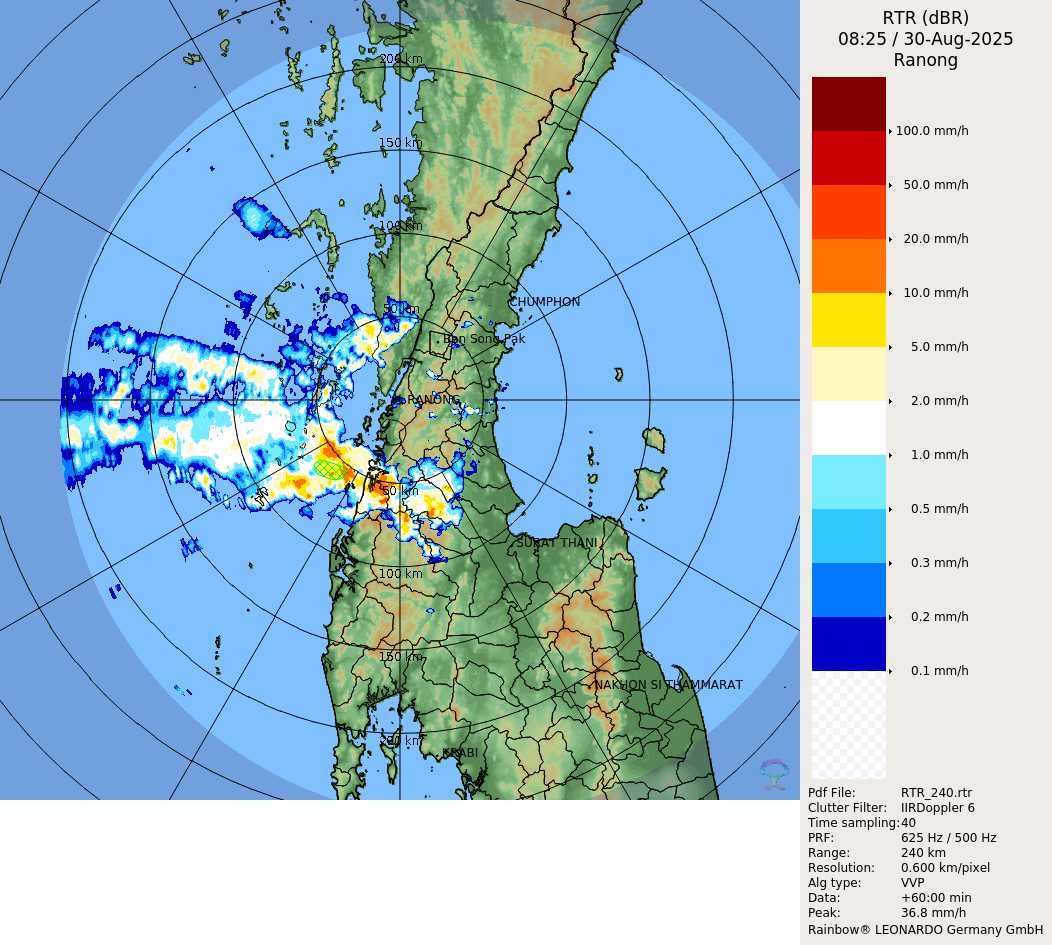 RTR (dBR)
08:25 / 30-Aug-2025
Ranong
100.0 mm/h
50.0 mm/h
20.0 mm/h
10.0 mm/h
5.0 mm/h
2.0 mm/h
1.0 mm/h
0.5 mm/h
0.3 mm/h
0.2 mm/h
0.1 mm/h
200 km
150 km
100 km
50 km
CHUMPHON
Ban Song Pak
RANONG
50 km
SURAT THANI
100 km
150 km
NAKHON SI THAMMARAT
200 km
KRABI
Pdf File: RTR_240.rtr
Clutter Filter: IIRDoppler 6
Time sampling: 40
PRF: 625 Hz / 500 Hz
Range: 240 km
Resolution: 0.600 km/pixel
Alg type: VVP
Data: +60:00 min
Peak: 36.8 mm/h
Rainbow® LEONARDO Germany GmbH